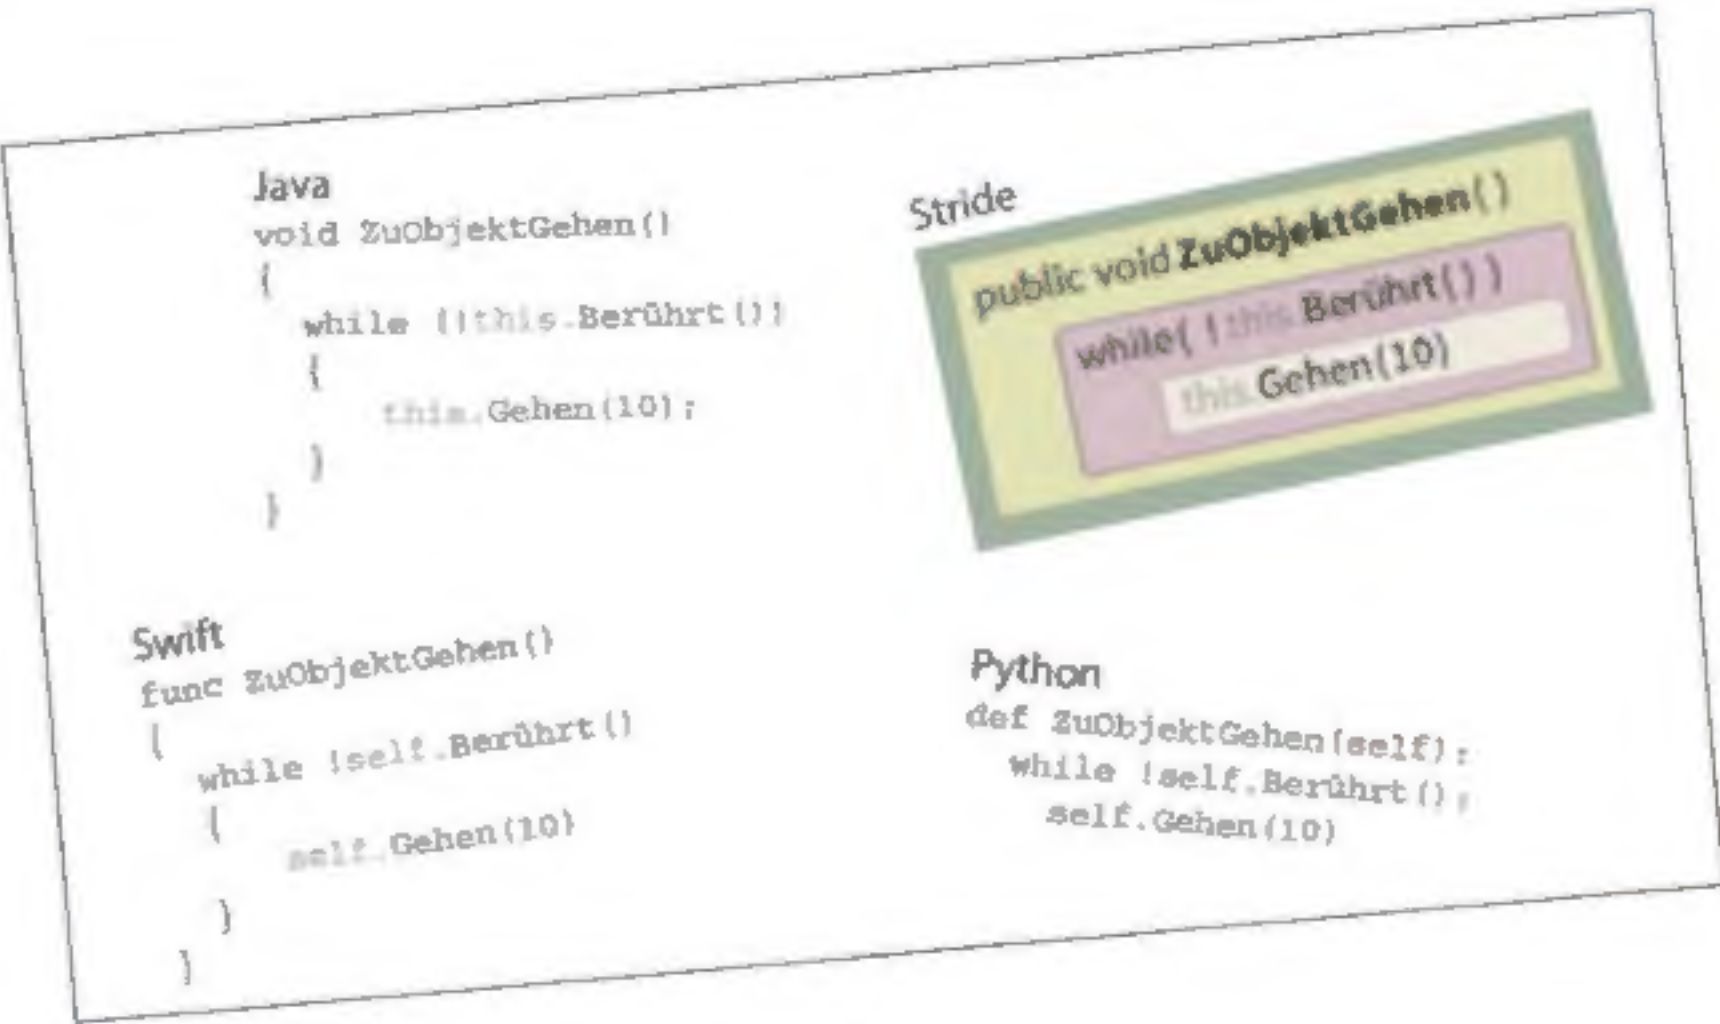 Java
void ZuObjektGehen()
{
while (!this.Berührt())
{
this.Gehen(10);
}
}
Stride
public void ZuObjektGehen()
while( !this.Berührt() )
this.Gehen(10)
Swift
func ZuObjektGehen()
{
while !self.Berührt()
{
self.Gehen(10)
}
}
Python
def ZuObjektGehen(self):
while !self.Berührt():
self.Gehen(10)